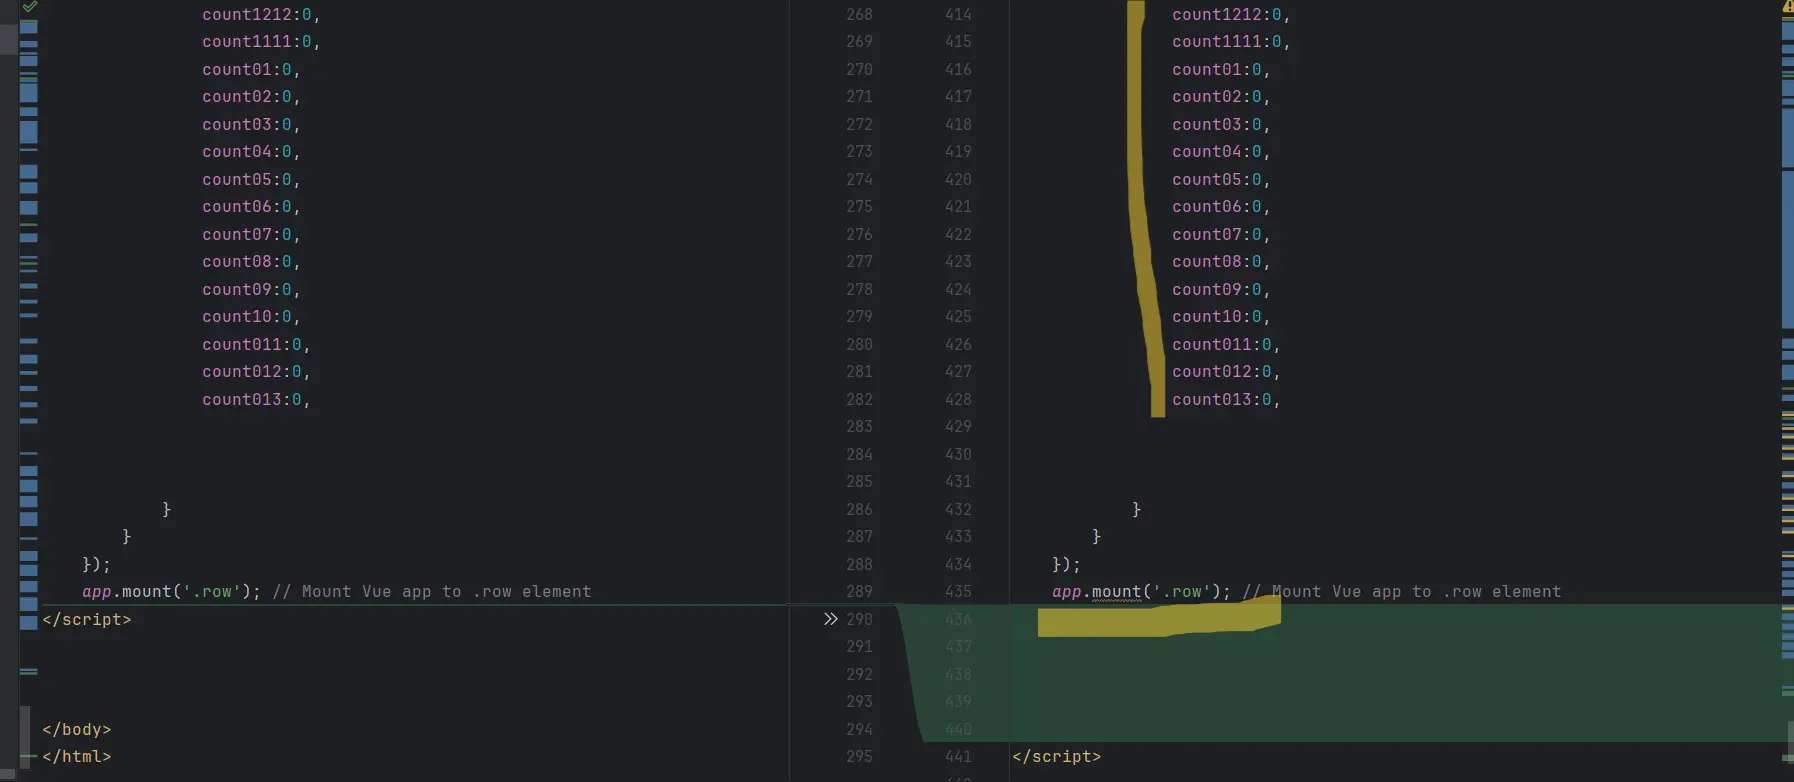 count1212:0,
count1111:0,
count01:0,
count02:0,
count03:0,
count04:0,
count05:0,
count06:0,
count07:0,
count08:0,
count09:0,
count10:0,
count011:0,
count012:0,
count013:0,
}
}
});
app.mount('.row'); // Mount Vue app to .row element
</script>
</body>
</html>
268 414
269 415
270 416
271 417
272 418
273 419
274 420
275 421
276 422
277 423
278 424
279 425
280 426
281 427
282 428
283 429
284 430
285 431
286 432
287 433
288 434
289 435
>> 290 436
291 437
292 438
293 439
294 440
295 441
count1212:0,
count1111:0,
count01:0,
count02:0,
count03:0,
count04:0,
count05:0,
count06:0,
count07:0,
count08:0,
count09:0,
count10:0,
count011:0,
count012:0,
count013:0,
}
}
});
app.mount('.row'); // Mount Vue app to .row element
</script>